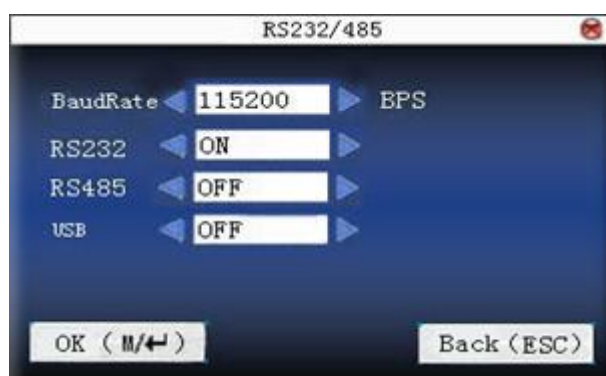 RS232/485
BaudRate 115200 BPS
RS232 ON
RS485 OFF
USB OFF
OK (M/↵) Back(ESC)